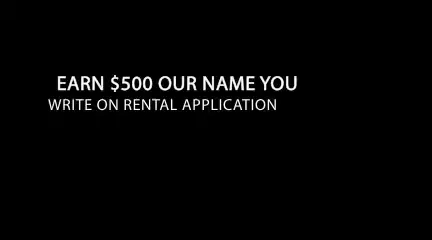 EARN $500 OUR NAME YOU
WRITE ON RENTAL APPLICATION